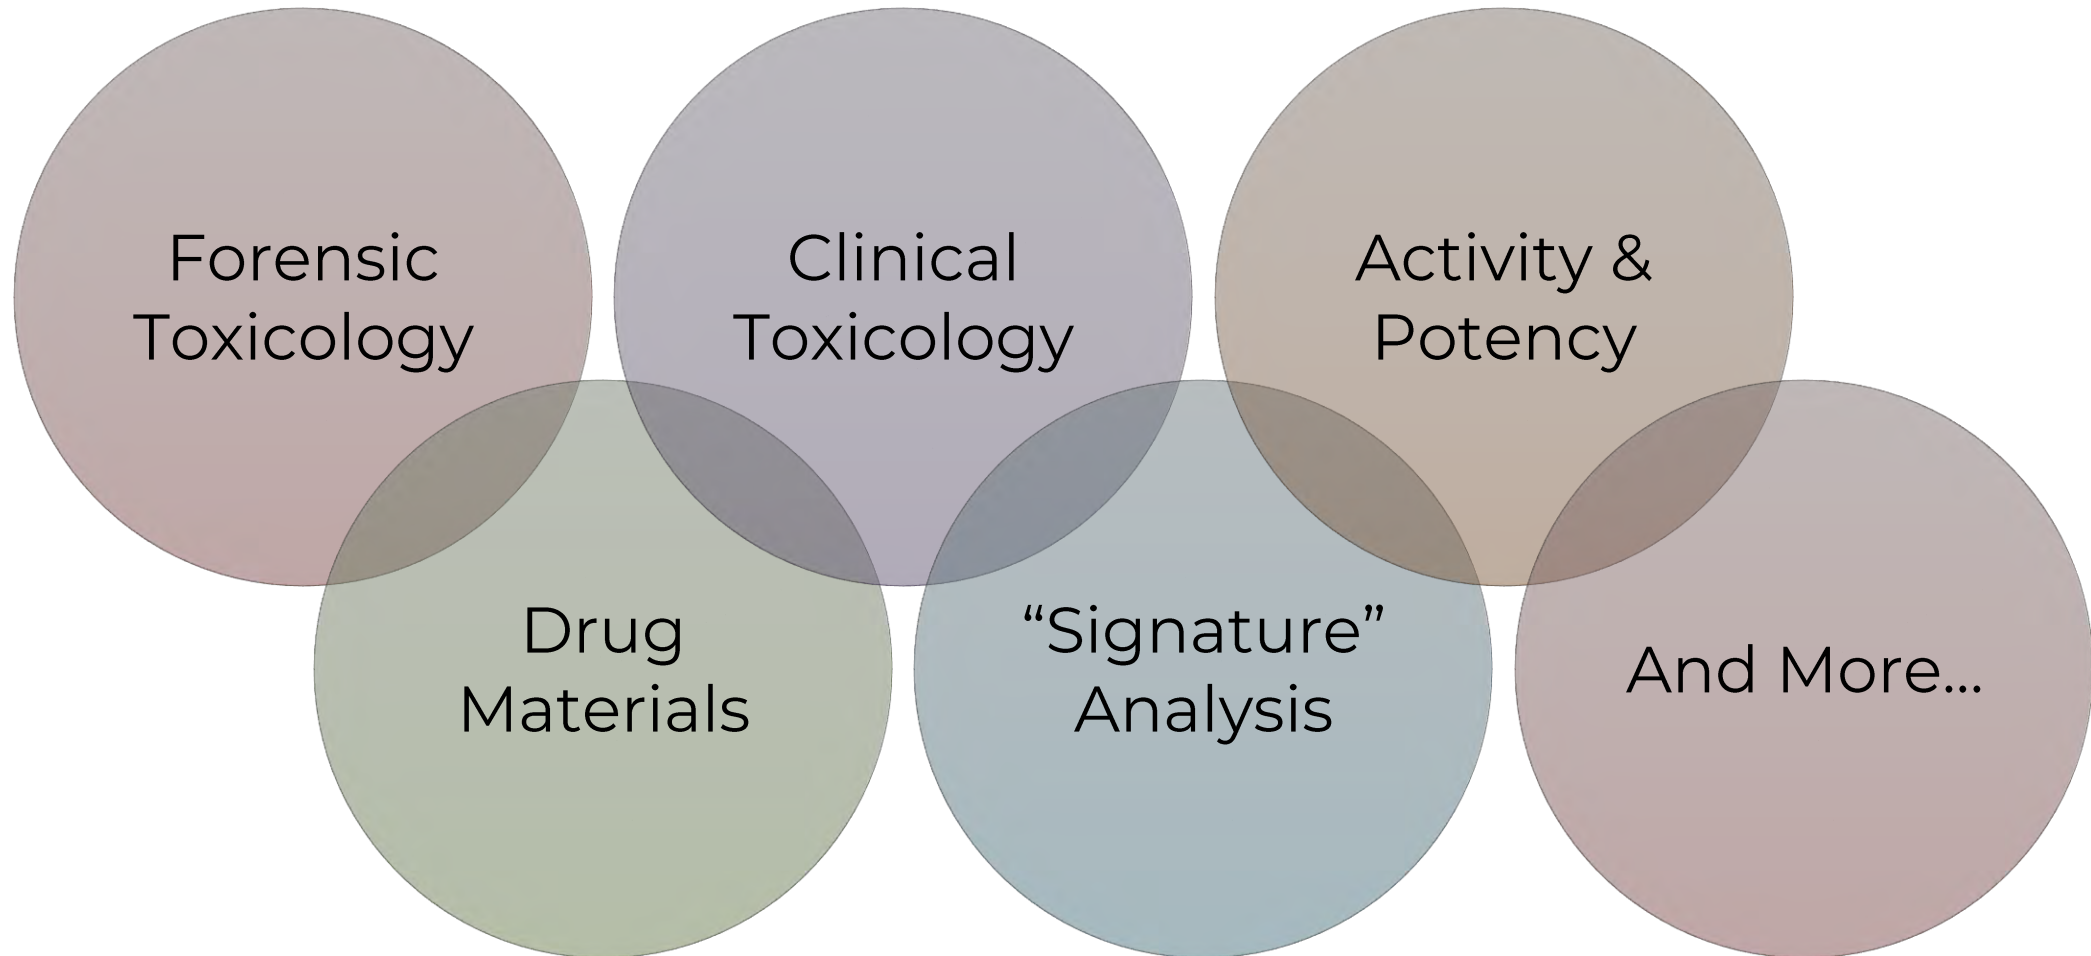 Forensic
Toxicology
Clinical
Toxicology
Activity &
Potency
Drug
Materials
“Signature”
Analysis
And More...